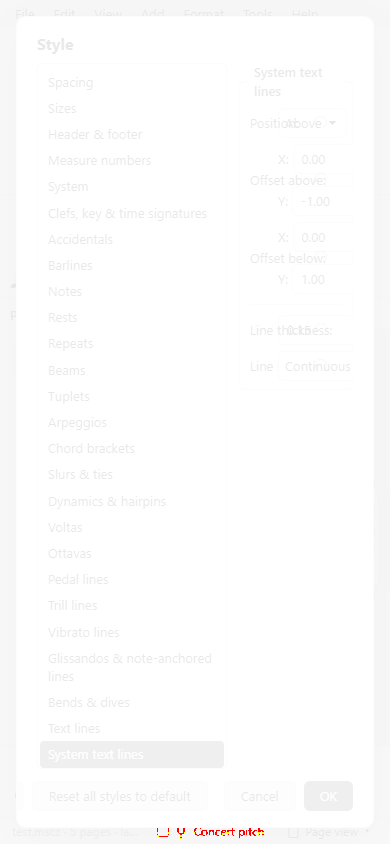 File Edit View Add Format Tools Help
Style
Spacing
Sizes
Header & footer
Measure numbers
System
Clefs, key & time signatures
Accidentals
Barlines
Notes
Rests
Repeats
Beams
Tuplets
Arpeggios
Chord brackets
Slurs & ties
Dynamics & hairpins
Voltas
Ottavas
Pedal lines
Trill lines
Vibrato lines
Glissandos & note-anchored
lines
Bends & dives
Text lines
System text lines
System text
lines
Position: Above
X: 0.00
Offset above:
Y: -1.00
X: 0.00
Offset below:
Y: 1.00
Line thickness:
Line Continuous
Reset all styles to default Cancel OK
Concert pitch Page View